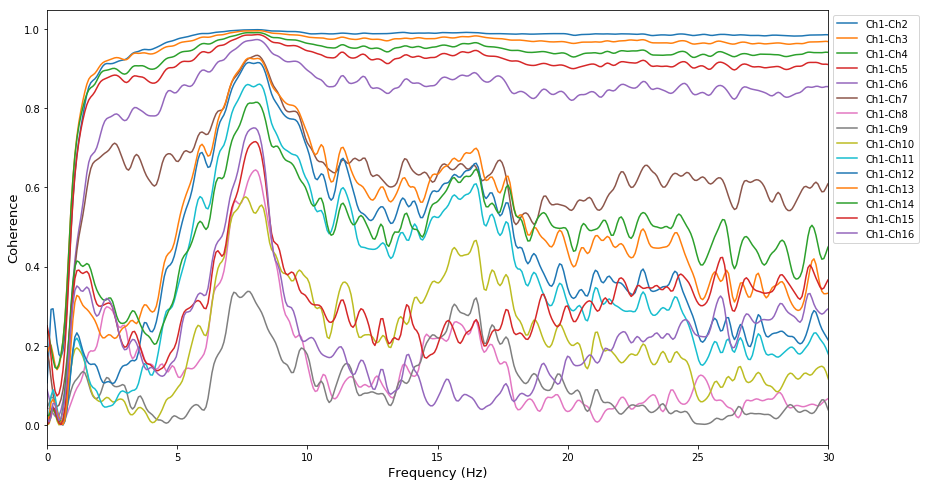 1.0
0.8
0.6
0.4
0.2
0.0
Coherence
0
5
10
15
20
25
30
Frequency (Hz)
Ch1-Ch2
Ch1-Ch3
Ch1-Ch4
Ch1-Ch5
Ch1-Ch6
Ch1-Ch7
Ch1-Ch8
Ch1-Ch9
Ch1-Ch10
Ch1-Ch11
Ch1-Ch12
Ch1-Ch13
Ch1-Ch14
Ch1-Ch15
Ch1-Ch16